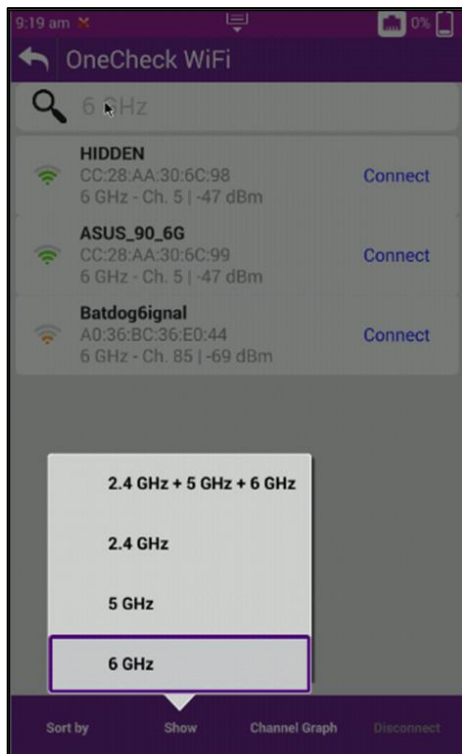 9:19 am
0%
OneCheck WiFi
6 GHz
HIDDEN
CC:28:AA:30:6C:98
6 GHz - Ch. 5 | -47 dBm
Connect
ASUS_90_6G
CC:28:AA:30:6C:99
6 GHz - Ch. 5 | -47 dBm
Connect
Batdog6ignal
A0:36:BC:36:E0:44
6 GHz - Ch. 85 | -69 dBm
Connect
2.4 GHz + 5 GHz + 6 GHz
2.4 GHz
5 GHz
6 GHz
Sort by
Show
Channel Graph
Disconnect